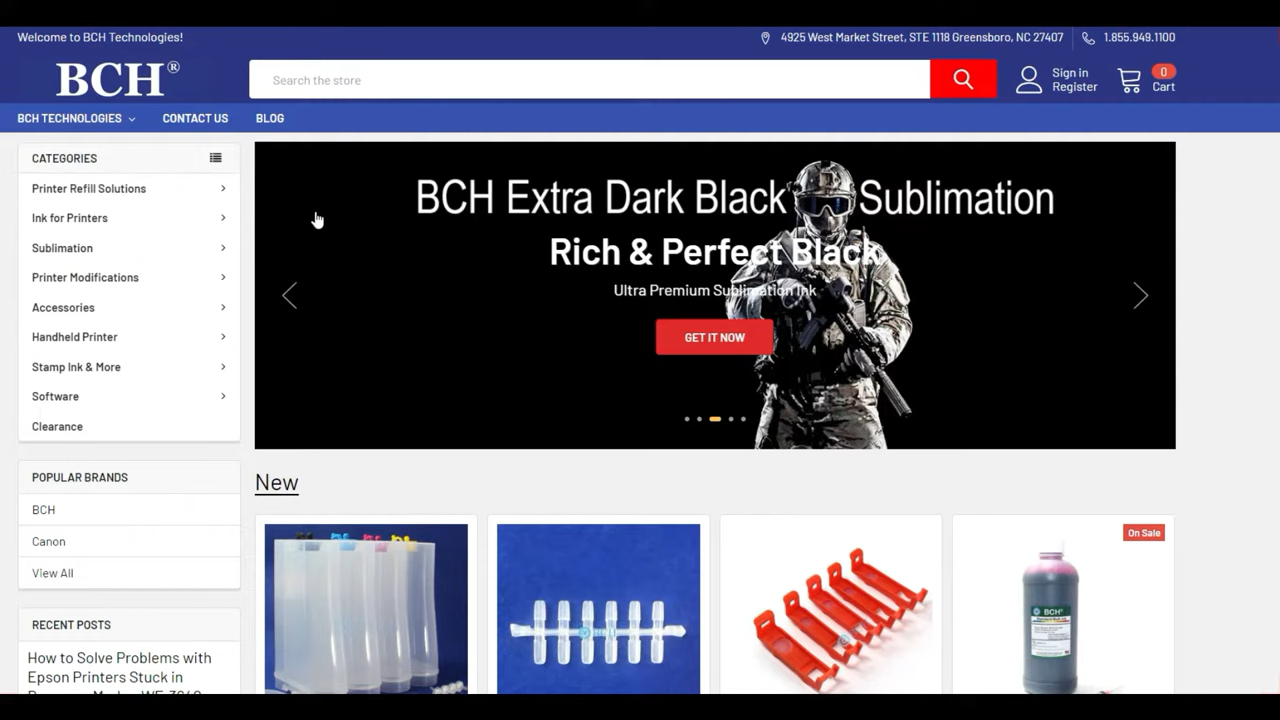 Welcome to BCH Technologies!
4925 West Market Street, STE 1118 Greensboro, NC 27407
1.855.949.1100
BCH®
Search the store
Sign in
Register
0
Cart
BCH TECHNOLOGIES
CONTACT US
BLOG
CATEGORIES
Printer Refill Solutions
Ink for Printers
Sublimation
Printer Modifications
Accessories
Handheld Printer
Stamp Ink & More
Software
Clearance
BCH Extra Dark Black Sublimation
Rich & Perfect Black
Ultra Premium Sublimation Ink
GET IT NOW
POPULAR BRANDS
BCH
Canon
View All
RECENT POSTS
How to Solve Problems with
Epson Printers Stuck in
New
On Sale
BCH®